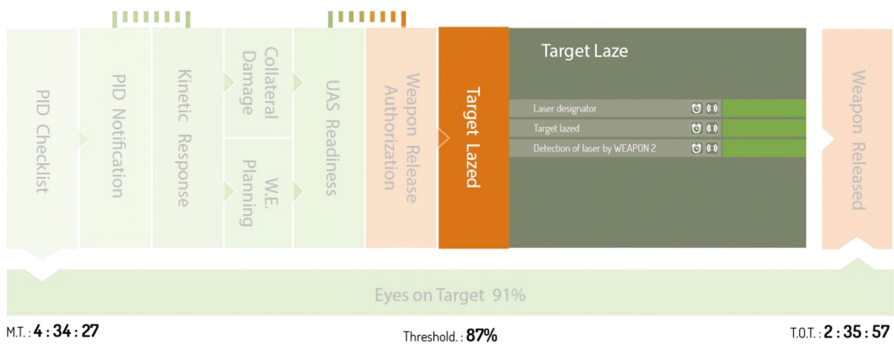 PID Checklist
PID Notification
Kinetic Response
Collateral
Damage
W.E.
Planning
UAS Readiness
Weapon Release
Authorization
Target Lazed
Target Laze
Laser designator
Target lazed
Detection of laser by WEAPON 2
Weapon Released
Eyes on Target 91%
M.T. : 4 : 34 : 27
Threshold. : 87%
T.O.T. : 2 : 35 : 57